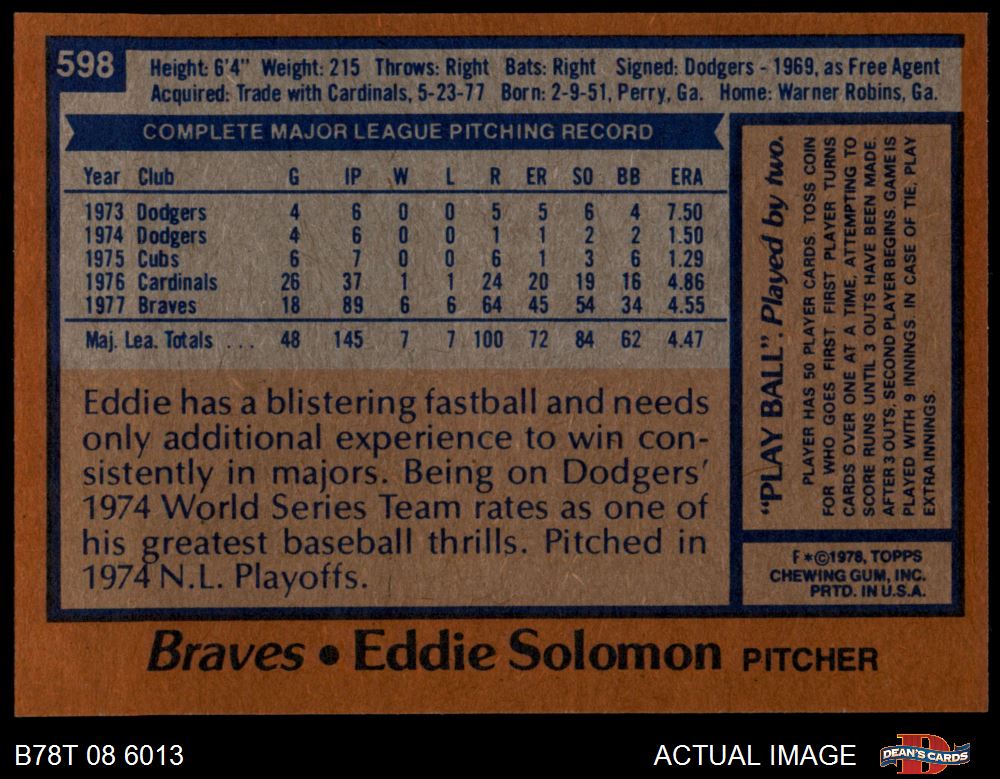 598
Height: 6'4" Weight: 215 Throws: Right Bats: Right Signed: Dodgers - 1969, as Free Agent
Acquired: Trade with Cardinals, 5-23-77 Born: 2-9-51, Perry, Ga. Home: Warner Robins, Ga.
COMPLETE MAJOR LEAGUE PITCHING RECORD
Year Club G IP W L R ER SO BB ERA
1973 Dodgers 4 6 0 0 5 5 6 4 7.50
1974 Dodgers 4 6 0 0 1 1 2 2 1.50
1975 Cubs 6 7 0 0 6 1 3 6 1.29
1976 Cardinals 26 37 1 1 24 20 19 16 4.86
1977 Braves 18 89 6 6 64 45 54 34 4.55
Maj. Lea. Totals ... 48 145 7 7 100 72 84 62 4.47
Eddie has a blistering fastball and needs
only additional experience to win con-
sistently in majors. Being on Dodgers'
1974 World Series Team rates as one of
his greatest baseball thrills. Pitched in
1974 N.L. Playoffs.
"PLAY BALL". Played by two.
PLAYER HAS 50 PLAYER CARDS. TOSS COIN
FOR WHO GOES FIRST. FIRST PLAYER TURNS
CARDS OVER ONE AT A TIME, ATTEMPTING TO
SCORE RUNS UNTIL 3 OUTS HAVE BEEN MADE.
AFTER 3 OUTS, SECOND PLAYER BEGINS. GAME IS
PLAYED WITH 9 INNINGS. IN CASE OF TIE, PLAY
EXTRA INNINGS.
F*©1978, TOPPS
CHEWING GUM, INC.
PRTD. IN U.S.A.
Braves • Eddie Solomon PITCHER
B78T 08 6013
ACTUAL IMAGE
DEAN'S CARDS